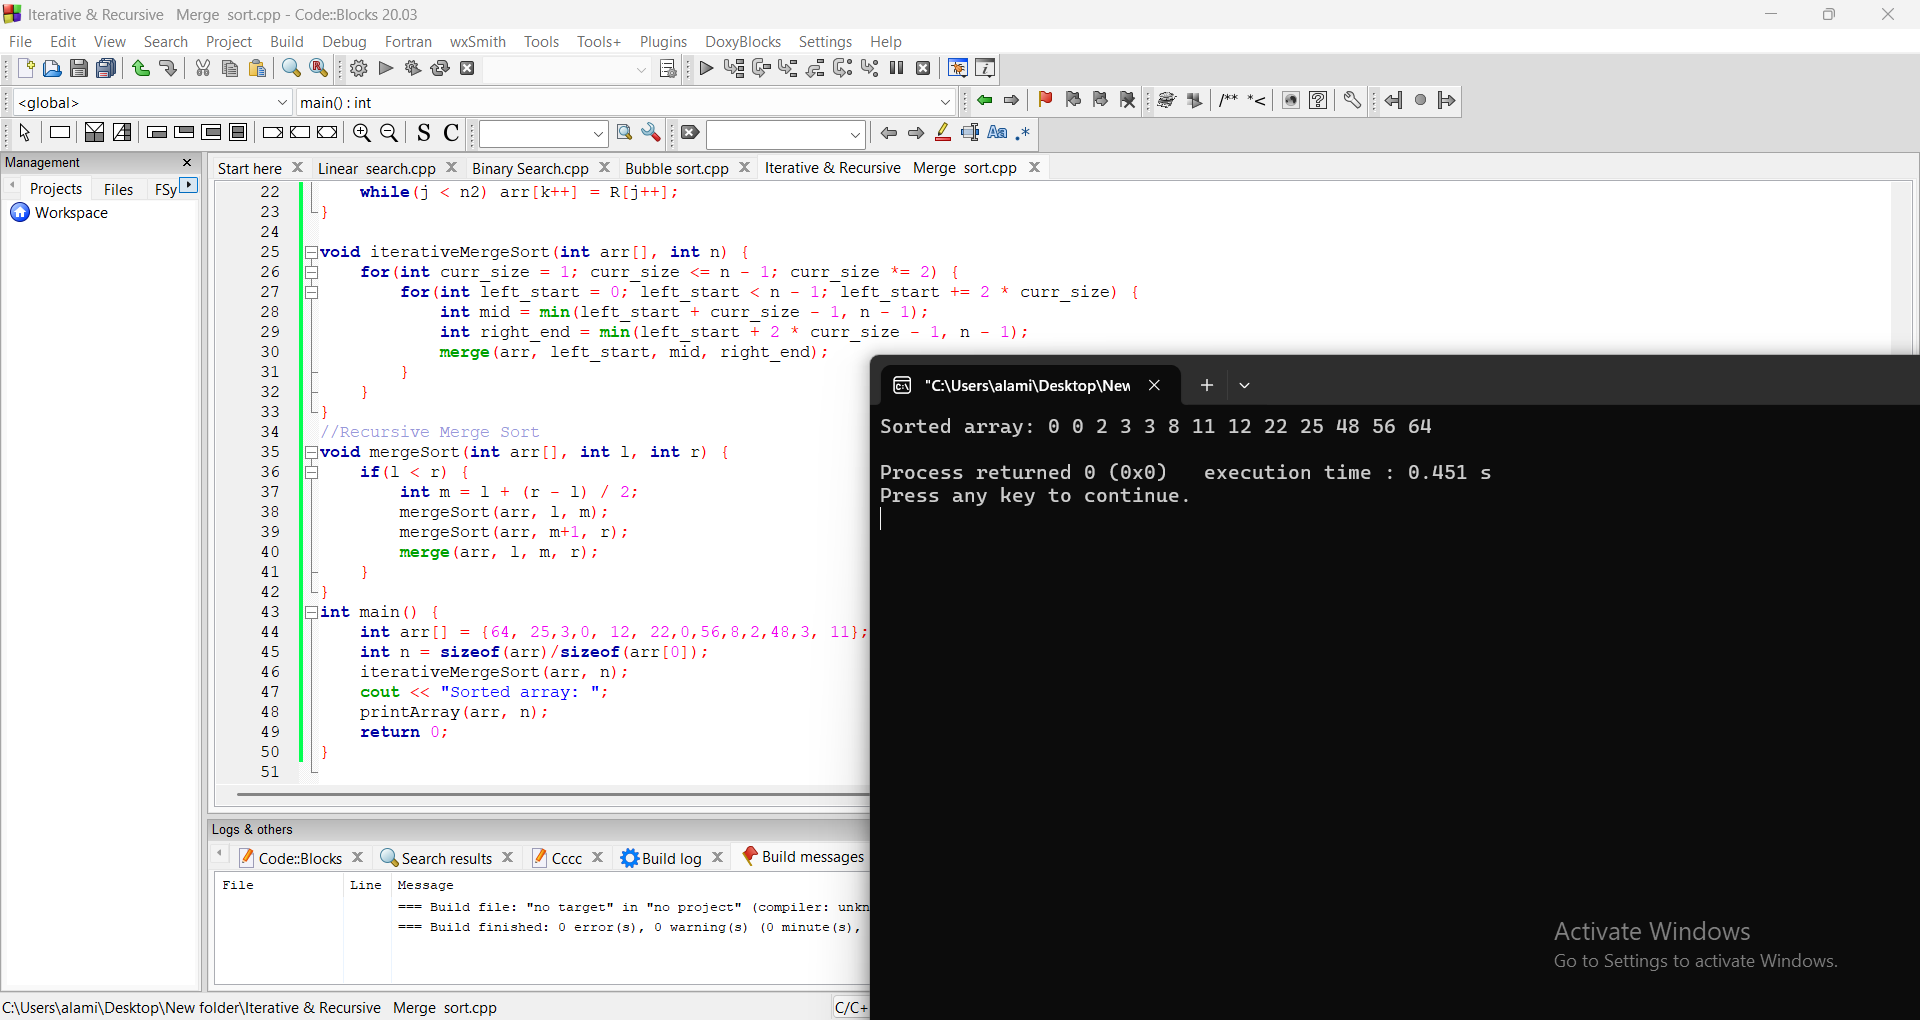 Iterative & Recursive   Merge  sort.cpp - Code::Blocks 20.03
File Edit View Search Project Build Debug Fortran wxSmith Tools Tools+ Plugins DoxyBlocks Settings Help
<global> main() : int
/** *<
S C Aa .*
Management
Projects Files FSy
Workspace
Start here Linear  search.cpp Binary Search.cpp Bubble sort.cpp Iterative & Recursive   Merge  sort.cpp
22         while(j < n2) arr[k++] = R[j++];
23     }
24
25     void iterativeMergeSort(int arr[], int n) {
26         for(int curr_size = 1; curr_size <= n - 1; curr_size *= 2) {
27             for(int left_start = 0; left_start < n - 1; left_start += 2 * curr_size) {
28                 int mid = min(left_start + curr_size - 1, n - 1);
29                 int right_end = min(left_start + 2 * curr_size - 1, n - 1);
30                 merge(arr, left_start, mid, right_end);
31             }
32         }
33     }
34     //Recursive Merge Sort
35     void mergeSort(int arr[], int l, int r) {
36         if(l < r) {
37             int m = l + (r - l) / 2;
38             mergeSort(arr, l, m);
39             mergeSort(arr, m+1, r);
40             merge(arr, l, m, r);
41         }
42     }
43     int main() {
44         int arr[] = {64, 25,3,0, 12, 22,0,56,8,2,48,3, 11};
45         int n = sizeof(arr)/sizeof(arr[0]);
46         iterativeMergeSort(arr, n);
47         cout << "Sorted array: ";
48         printArray(arr, n);
49         return 0;
50     }
51
"C:\Users\alami\Desktop\New
Sorted array: 0 0 2 3 3 8 11 12 22 25 48 56 64
Process returned 0 (0x0)   execution time : 0.451 s
Press any key to continue.
Logs & others
Code::Blocks Search results Cccc Build log Build messages
File Line Message
=== Build file: "no target" in "no project" (compiler: unkn
=== Build finished: 0 error(s), 0 warning(s) (0 minute(s),
Activate Windows
Go to Settings to activate Windows.
C:\Users\alami\Desktop\New folder\Iterative & Recursive   Merge  sort.cpp C/C+